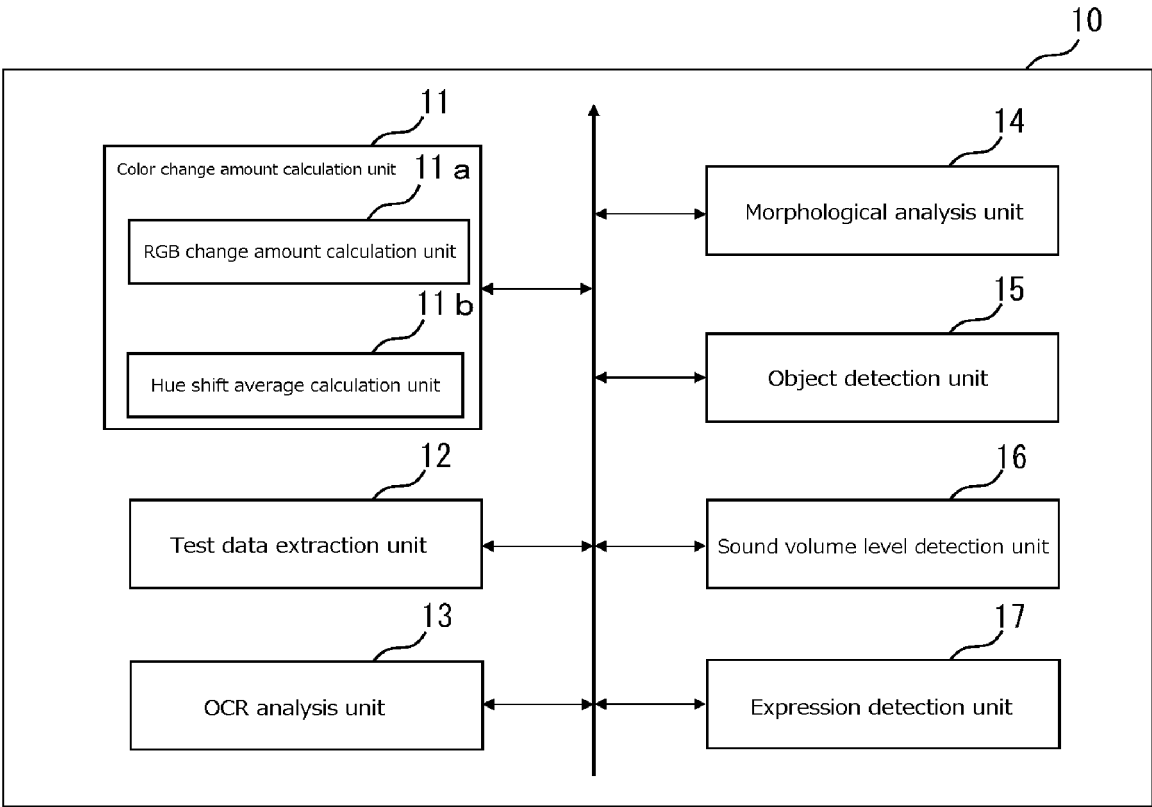 10
11
Color change amount calculation unit
11a
RGB change amount calculation unit
11b
Hue shift average calculation unit
12
Test data extraction unit
13
OCR analysis unit
14
Morphological analysis unit
15
Object detection unit
16
Sound volume level detection unit
17
Expression detection unit